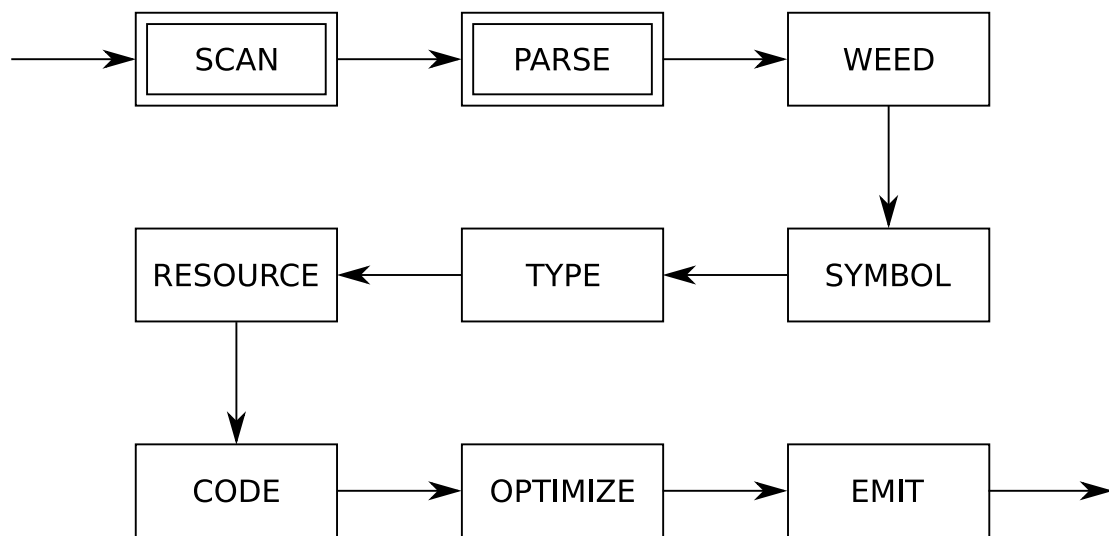 SCAN
PARSE
WEED
RESOURCE
TYPE
SYMBOL
CODE
OPTIMIZE
EMIT